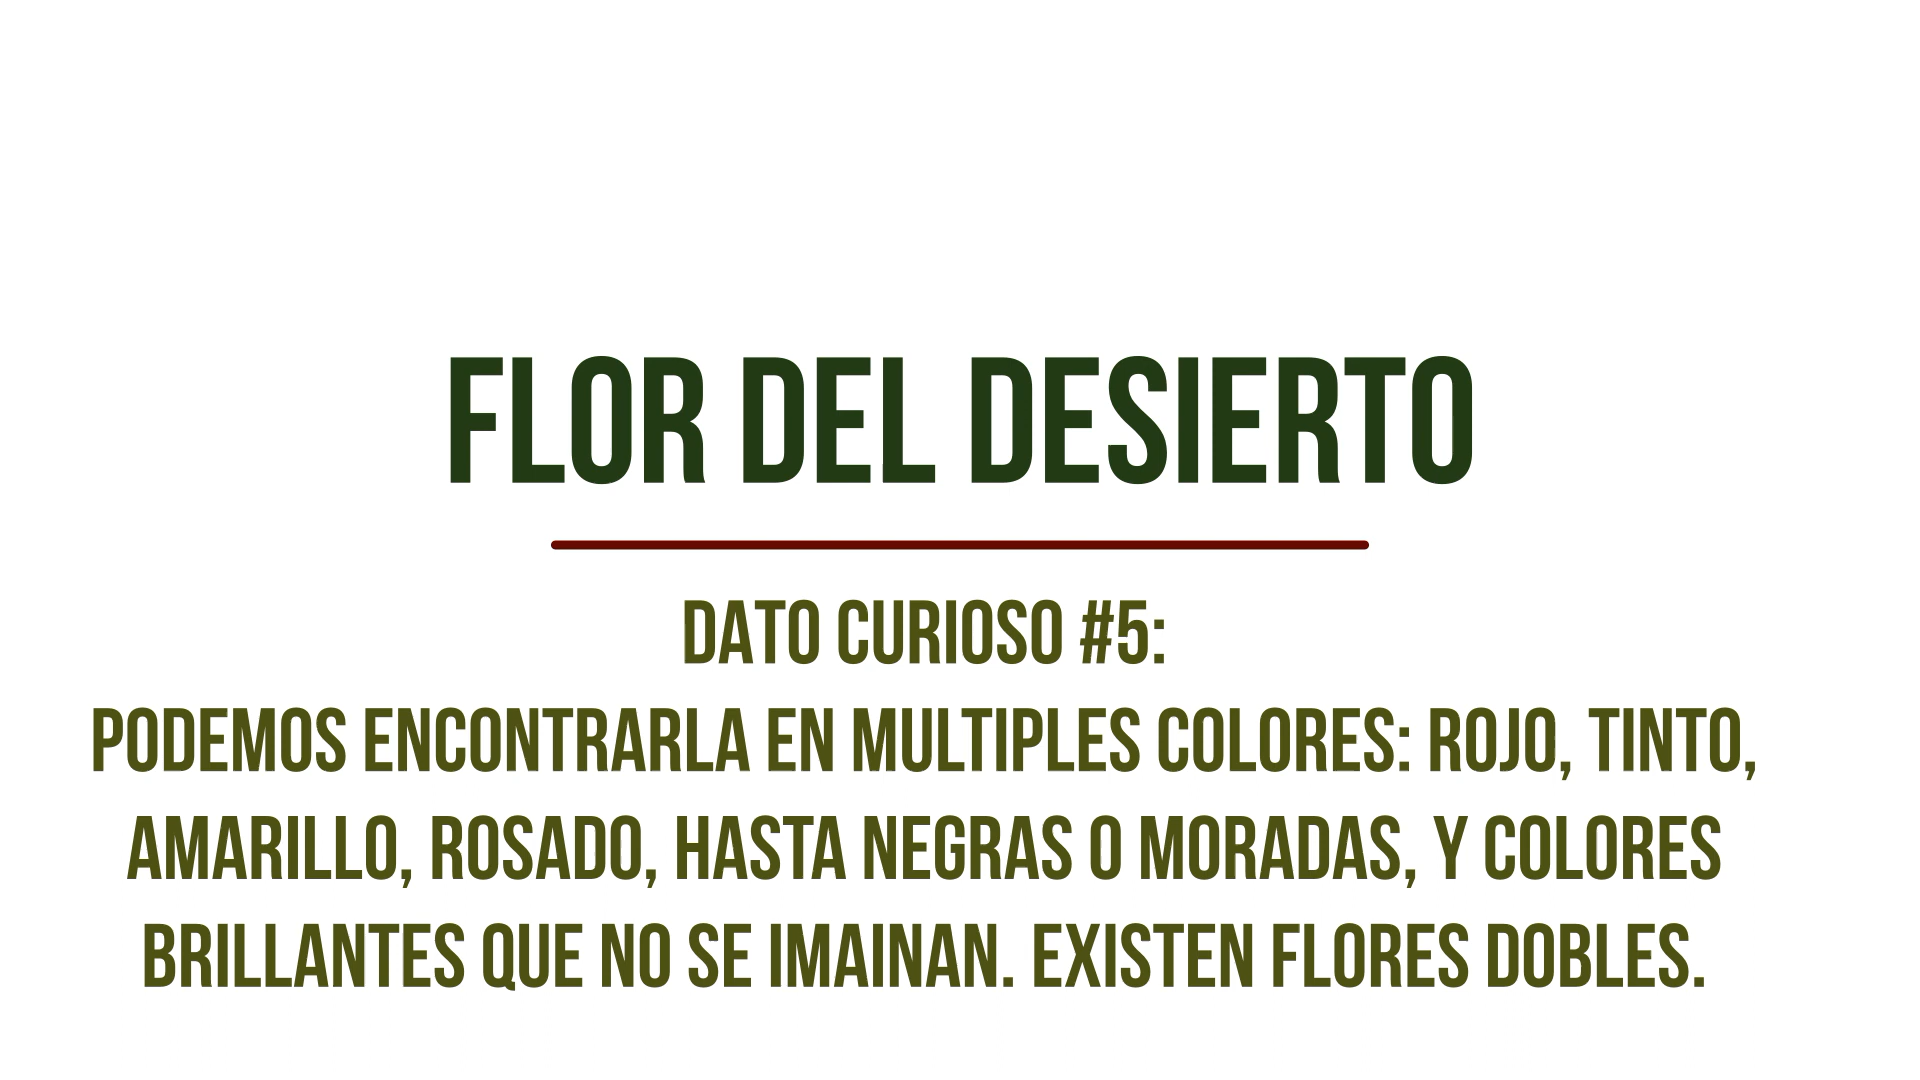 FLOR DEL DESIERTO
DATO CURIOSO #5:
PODEMOS ENCONTRARLA EN MULTIPLES COLORES: ROJO, TINTO,
AMARILLO, ROSADO, HASTA NEGRAS O MORADAS, Y COLORES
BRILLANTES QUE NO SE IMAINAN. EXISTEN FLORES DOBLES.